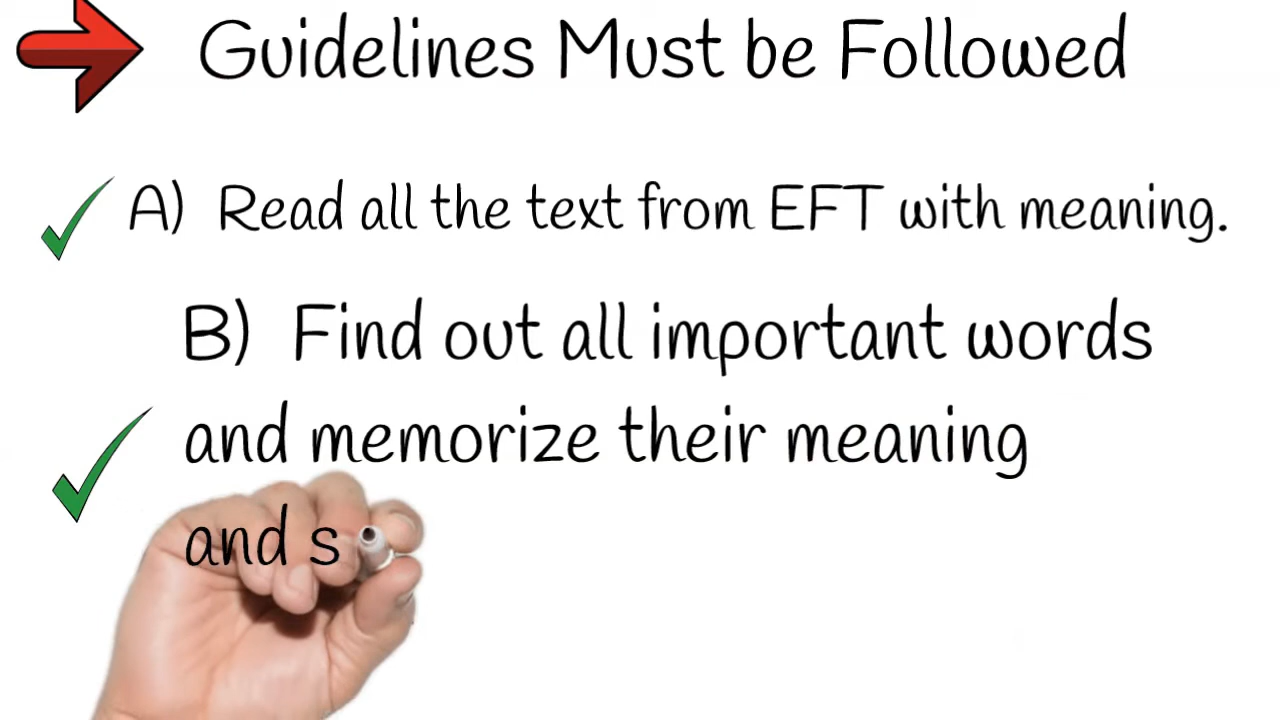 Guidelines Must be Followed
A) Read all the text from EFT with meaning.
B) Find out all important words
and memorize their meaning
and s